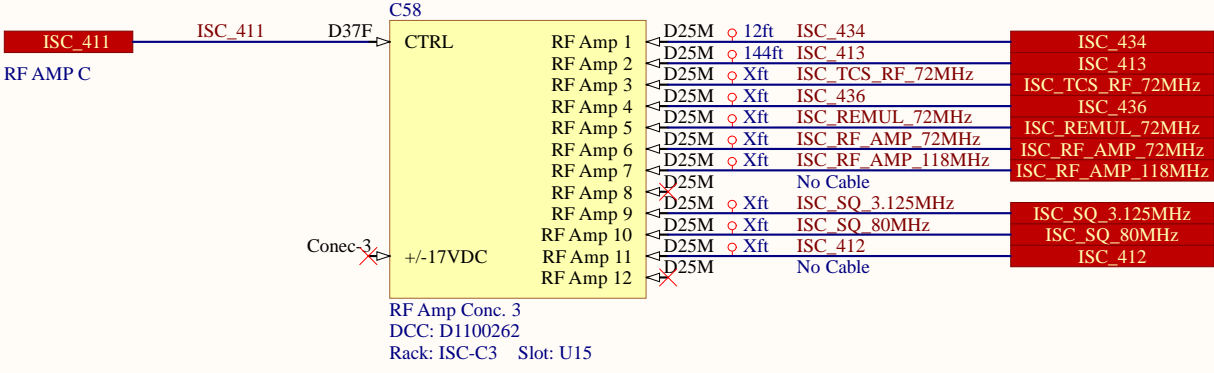 C58
ISC_411 ISC_411 D37F CTRL RF Amp 1 D25M 12ft ISC_434 ISC_434
RF AMP C RF Amp 2 D25M 144ft ISC_413 ISC_413
RF Amp 3 D25M Xft ISC_TCS_RF_72MHz ISC_TCS_RF_72MHz
RF Amp 4 D25M Xft ISC_436 ISC_436
RF Amp 5 D25M Xft ISC_REMUL_72MHz ISC_REMUL_72MHz
RF Amp 6 D25M Xft ISC_RF_AMP_72MHz ISC_RF_AMP_72MHz
RF Amp 7 D25M Xft ISC_RF_AMP_118MHz ISC_RF_AMP_118MHz
RF Amp 8 D25M No Cable
RF Amp 9 D25M Xft ISC_SQ_3.125MHz ISC_SQ_3.125MHz
RF Amp 10 D25M Xft ISC_SQ_80MHz ISC_SQ_80MHz
Conec-3 +/-17VDC RF Amp 11 D25M Xft ISC_412 ISC_412
RF Amp 12 D25M No Cable
RF Amp Conc. 3
DCC: D1100262
Rack: ISC-C3 Slot: U15